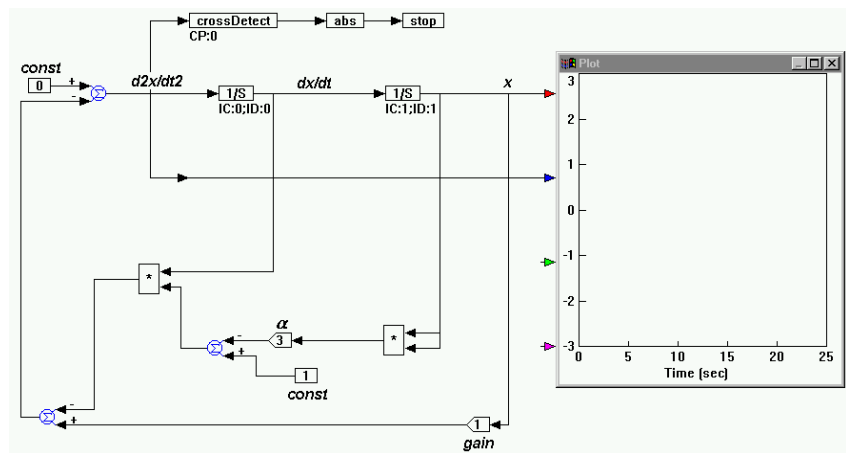 crossDetect
abs
stop
CP:0
const
0
+
-
Σ
d2x/dt2
1/S
IC:0;ID:0
dx/dt
1/S
IC:1;ID:1
x
Plot
3
2
1
0
-1
-2
-3
0 5 10 15 20 25
Time (sec)
*
α
-
3
*
Σ
+
1
const
-
Σ
+
1
gain